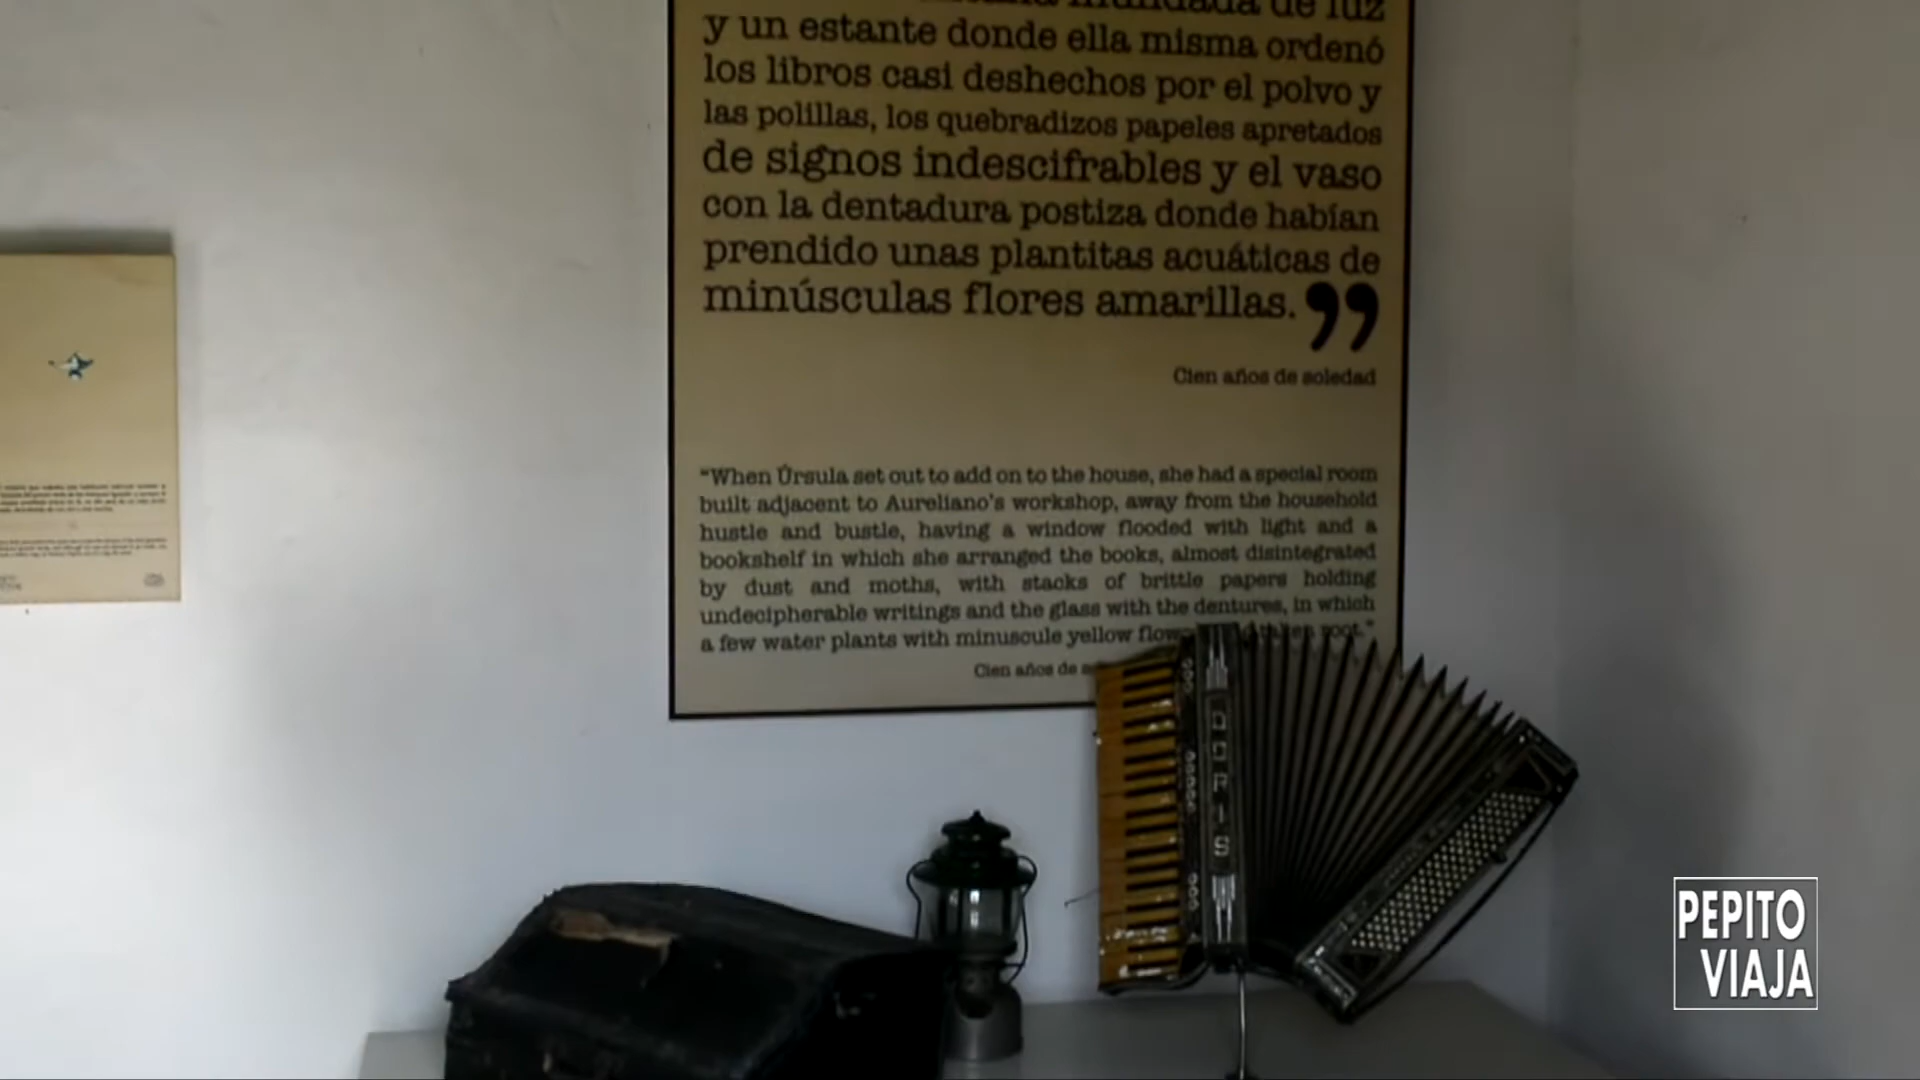 inundada de luz
y un estante donde ella misma ordenó
los libros casi deshechos por el polvo y
las polillas, los quebradizos papeles apretados
de signos indescifrables y el vaso
con la dentadura postiza donde habían
prendido unas plantitas acuáticas de
minúsculas flores amarillas.”
Cien años de soledad
“When Úrsula set out to add on to the house, she had a special room
built adjacent to Aureliano’s workshop, away from the household
hustle and bustle, having a window flooded with light and a
bookshelf in which she arranged the books, almost disintegrated
by dust and moths, with stacks of brittle papers holding
undecipherable writings and the glass with the dentures, in which
a few water plants with minuscule yellow taken root.”
Cien años de
DORIS
PEPITO
VIAJA